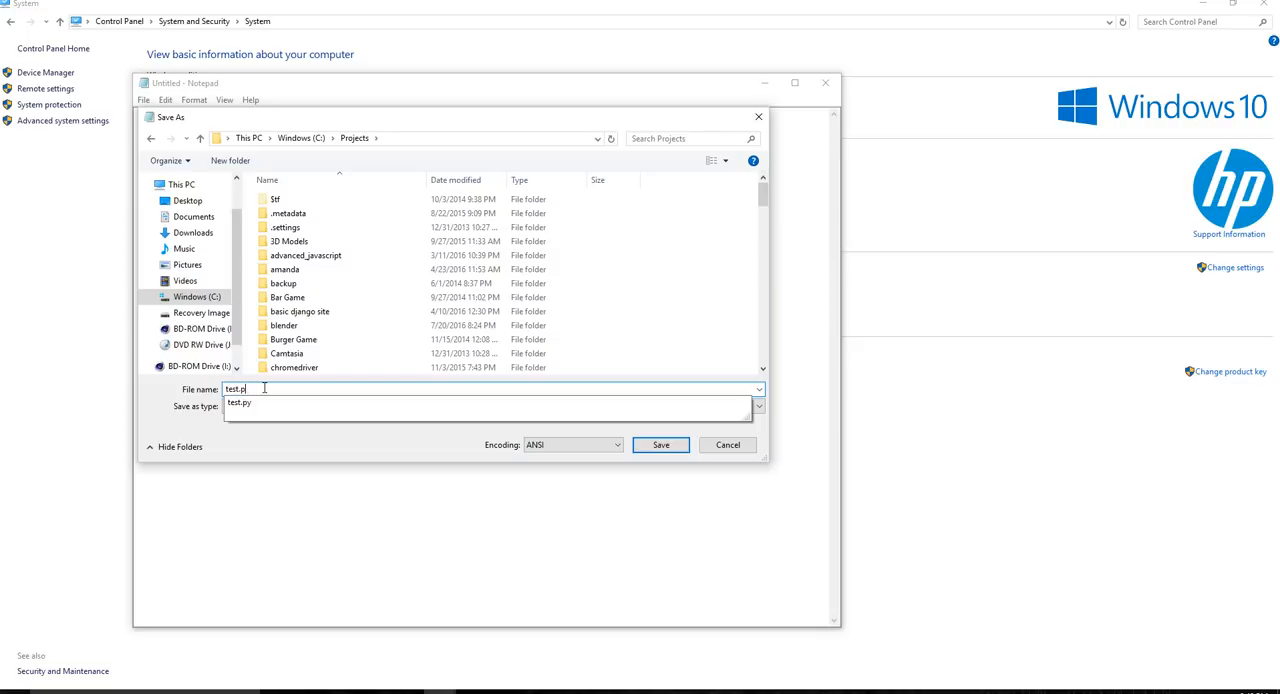 System
Control Panel System and Security System
Search Control Panel
Control Panel Home
View basic information about your computer
Device Manager
Remote settings
System protection
Advanced system settings
Untitled - Notepad
File Edit Format View Help
Save As
This PC Windows (C:) Projects
Search Projects
Organize New folder
Name Date modified Type Size
This PC
Desktop
Documents
Downloads
Music
Pictures
Videos
Windows (C:)
Recovery Image
BD-ROM Drive (I
DVD RW Drive (J
BD-ROM Drive (I:)
$tf 10/3/2014 9:38 PM File folder
.metadata 8/22/2015 9:09 PM File folder
.settings 12/31/2013 10:27 ... File folder
3D Models 9/27/2015 11:33 AM File folder
advanced_javascript 3/11/2016 10:39 PM File folder
amanda 4/23/2016 11:53 AM File folder
backup 6/1/2014 8:37 PM File folder
Bar Game 9/27/2014 11:02 PM File folder
basic django site 4/10/2016 12:30 PM File folder
blender 7/20/2016 8:24 PM File folder
Burger Game 11/15/2014 12:08 ... File folder
Camtasia 12/31/2013 10:28 ... File folder
chromedriver 11/3/2015 7:43 PM File folder
File name: test.p
test.py
Save as type:
Hide Folders
Encoding: ANSI Save Cancel
Windows 10
hp
Support Information
Change settings
Change product key
See also
Security and Maintenance